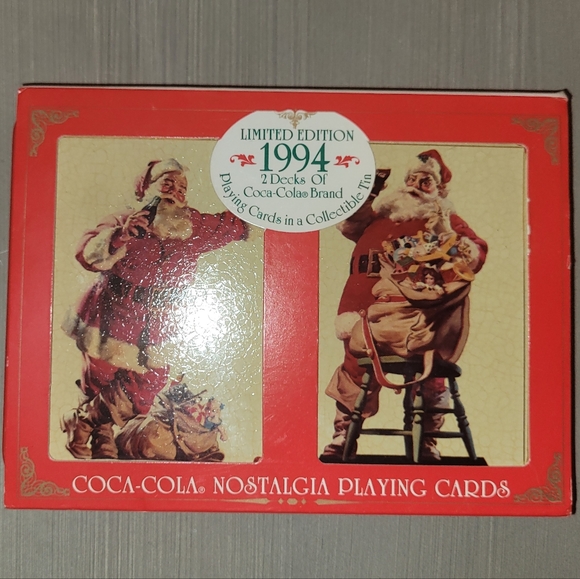 LIMITED EDITION
1994
2 Decks Of
Coca-Cola® Brand
Playing Cards in a Collectible Tin
COCA-COLA® NOSTALGIA PLAYING CARDS